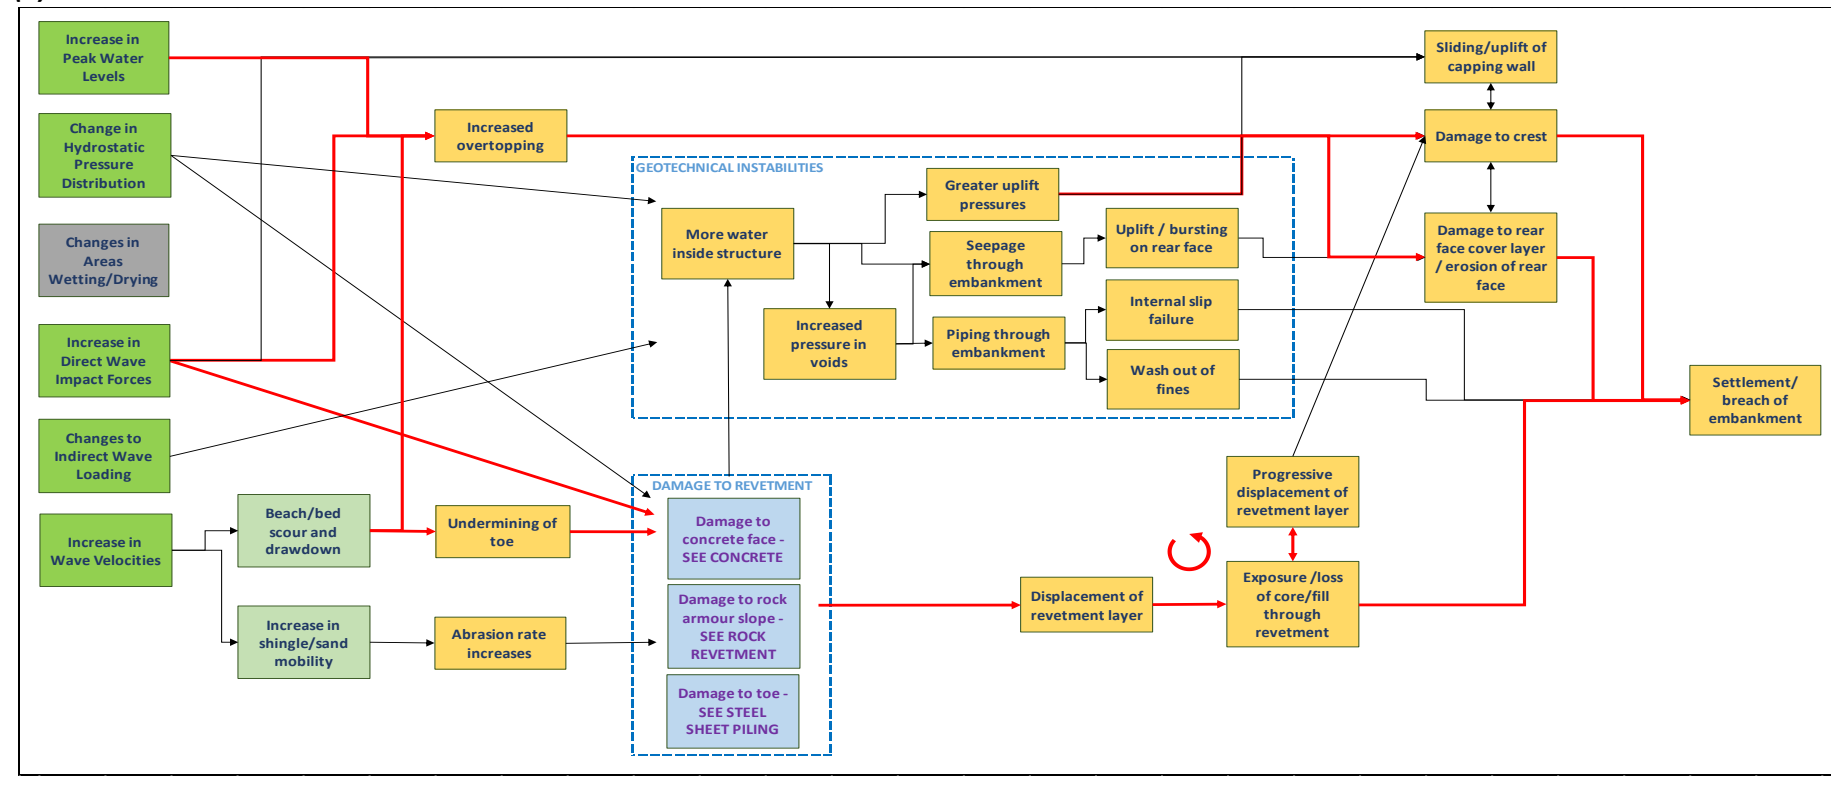 Increase in
Peak Water
Levels
Change in
Hydrostatic
Pressure
Distribution
Changes in
Areas
Wetting/Drying
Increase in
Direct Wave
Impact Forces
Changes to
Indirect Wave
Loading
Increase in
Wave Velocities
Beach/bed
scour and
drawdown
Increase in
shingle/sand
mobility
Increased
overtopping
Undermining of
toe
Abrasion rate
increases
GEOTECHNICAL INSTABILITIES
More water
inside structure
Increased
pressure in
voids
Greater uplift
pressures
Seepage
through
embankment
Piping through
embankment
Uplift / bursting
on rear face
Internal slip
failure
Wash out of
fines
DAMAGE TO REVETMENT
Damage to
concrete face -
SEE CONCRETE
Damage to rock
armour slope -
SEE ROCK
REVETMENT
Damage to toe -
SEE STEEL
SHEET PILING
Displacement of
revetment layer
Progressive
displacement of
revetment layer
Exposure /loss
of core/fill
through
revetment
Sliding/uplift of
capping wall
Damage to crest
Damage to rear
face cover layer
/ erosion of rear
face
Settlement/
breach of
embankment